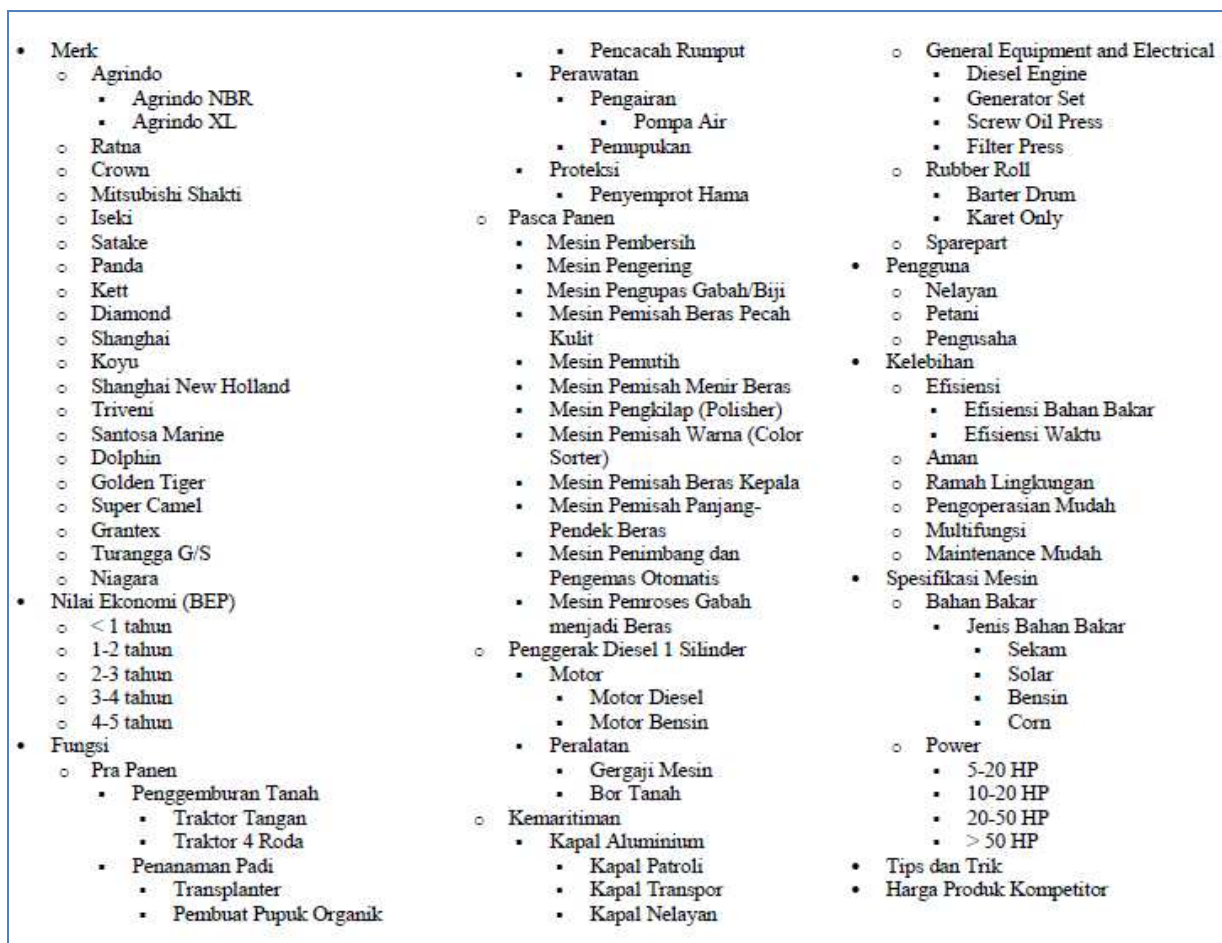 • Merk
o Agrindo
▪ Agrindo NBR
▪ Agrindo XL
o Ratna
o Crown
o Mitsubishi Shakti
o Iseki
o Satake
o Panda
o Kett
o Diamond
o Shanghai
o Koyu
o Shanghai New Holland
o Triveni
o Santosa Marine
o Dolphin
o Golden Tiger
o Super Camel
o Grantex
o Turangga G/S
o Niagara
• Nilai Ekonomi (BEP)
o < 1 tahun
o 1-2 tahun
o 2-3 tahun
o 3-4 tahun
o 4-5 tahun
• Fungsi
o Pra Panen
▪ Penggemburan Tanah
▪ Traktor Tangan
▪ Traktor 4 Roda
▪ Penanaman Padi
▪ Transplanter
▪ Pembuat Pupuk Organik
▪ Pencacah Rumput
▪ Perawatan
▪ Pengairan
▪ Pompa Air
▪ Pemupukan
▪ Proteksi
▪ Penyemprot Hama
o Pasca Panen
▪ Mesin Pembersih
▪ Mesin Pengering
▪ Mesin Pengupas Gabah/Biji
▪ Mesin Pemisah Beras Pecah
Kulit
▪ Mesin Pemutih
▪ Mesin Pemisah Menir Beras
▪ Mesin Pengkilap (Polisher)
▪ Mesin Pemisah Warna (Color
Sorter)
▪ Mesin Pemisah Beras Kepala
▪ Mesin Pemisah Panjang-
Pendek Beras
▪ Mesin Penimbang dan
Pengemas Otomatis
▪ Mesin Pemroses Gabah
menjadi Beras
o Penggerak Diesel 1 Silinder
▪ Motor
▪ Motor Diesel
▪ Motor Bensin
▪ Peralatan
▪ Gergaji Mesin
▪ Bor Tanah
o Kemaritiman
▪ Kapal Aluminium
▪ Kapal Patroli
▪ Kapal Transpor
▪ Kapal Nelayan
o General Equipment and Electrical
▪ Diesel Engine
▪ Generator Set
▪ Screw Oil Press
▪ Filter Press
o Rubber Roll
▪ Barter Drum
▪ Karet Only
o Sparepart
• Pengguna
o Nelayan
o Petani
o Pengusaha
• Kelebihan
o Efisiensi
▪ Efisiensi Bahan Bakar
▪ Efisiensi Waktu
o Aman
o Ramah Lingkungan
o Pengoperasian Mudah
o Multifungsi
o Maintenance Mudah
• Spesifikasi Mesin
o Bahan Bakar
▪ Jenis Bahan Bakar
▪ Sekam
▪ Solar
▪ Bensin
▪ Corn
o Power
▪ 5-20 HP
▪ 10-20 HP
▪ 20-50 HP
▪ > 50 HP
• Tips dan Trik
• Harga Produk Kompetitor